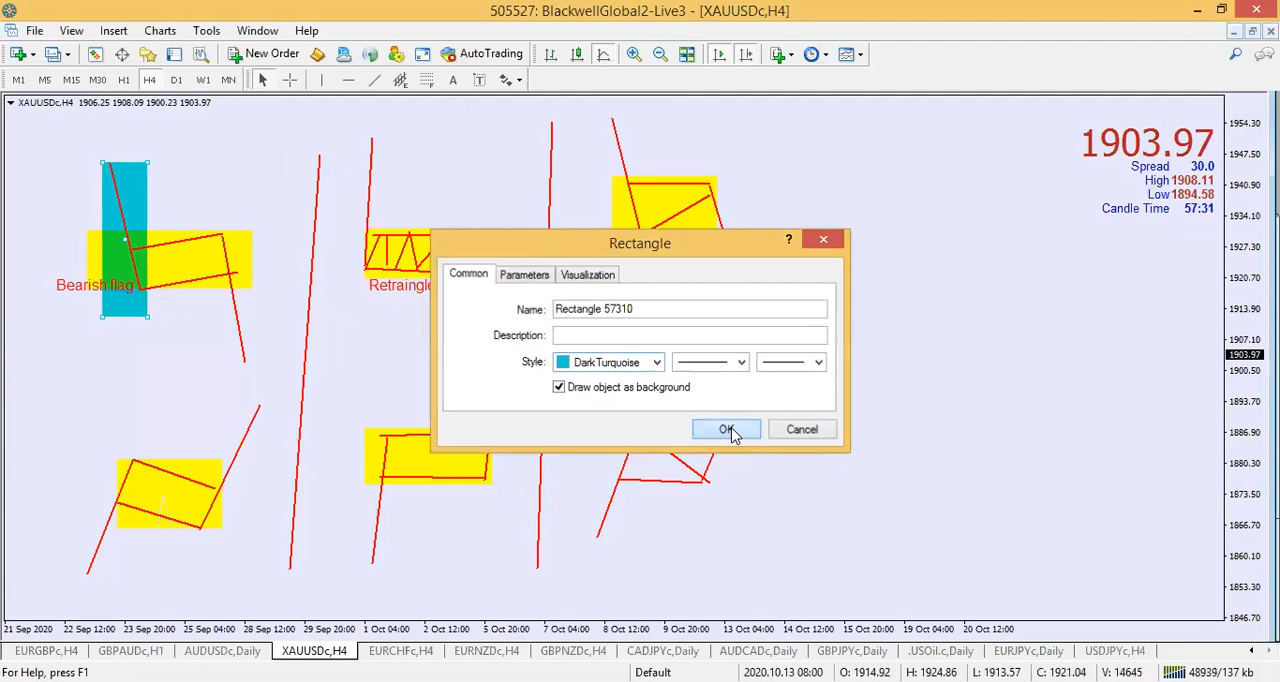 505527: BlackwellGlobal2-Live3 - [XAUUSDc,H4]
File View Insert Charts Tools Window Help
New Order AutoTrading
M1 M5 M15 M30 H1 H4 D1 W1 MN A T
XAUUSDc,H4 1906.25 1908.09 1900.23 1903.97
1903.97
Spread 30.0
High 1908.11
Low 1894.58
Candle Time 57:31
1954.30
1947.50
1940.90
1934.10
1927.30
1920.70
1913.90
1907.10
1903.97
1900.50
1893.70
1886.90
1880.30
1873.50
1866.70
1860.10
1853.30
1846.70
Bearish flag
Retraingle
Rectangle
?
Common Parameters Visualization
Name: Rectangle 57310
Description:
Style: DarkTurquoise
Draw object as background
OK Cancel
21 Sep 2020 22 Sep 12:00 23 Sep 20:00 25 Sep 04:00 28 Sep 12:00 29 Sep 20:00 1 Oct 04:00 2 Oct 12:00 5 Oct 20:00 7 Oct 04:00 8 Oct 12:00 9 Oct 20:00 13 Oct 04:00 14 Oct 12:00 15 Oct 20:00 19 Oct 04:00 20 Oct 12:00
EURGBPc,H4 GBPAUDc,H1 AUDUSDc,Daily XAUUSDc,H4 EURCHFc,H4 EURNZDc,H4 GBPNZDc,H4 CADJPYc,Daily AUDCADc,Daily GBPJPYc,Daily .USOil.c,Daily EURJPYc,Daily USDJPYc,H4
For Help, press F1 Default 2020.10.13 08:00 O: 1914.92 H: 1924.86 L: 1913.57 C: 1921.04 V: 14645 48939/137 kb